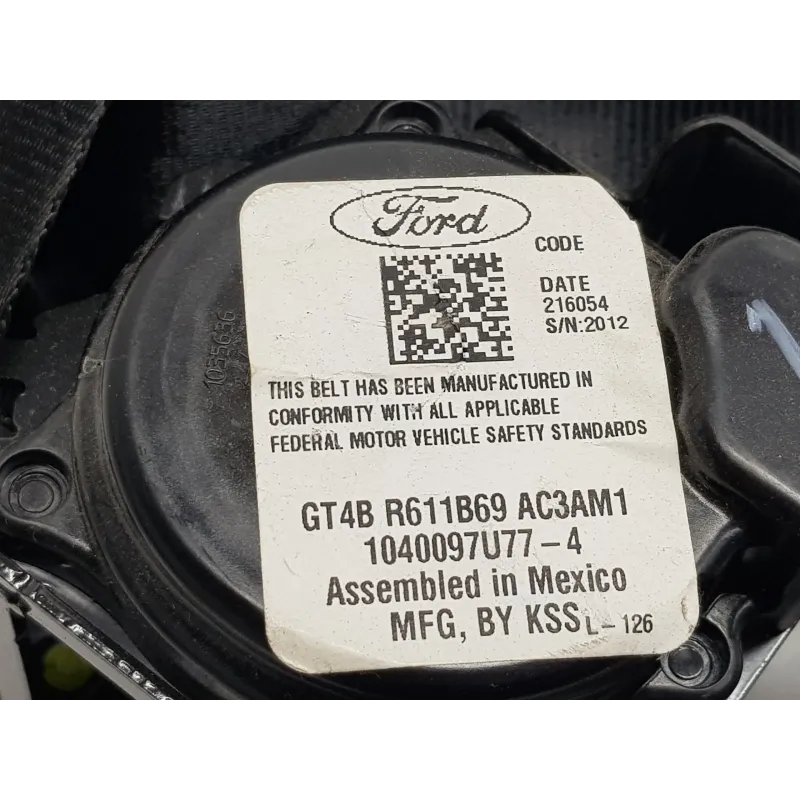 Ford
CODE
DATE
216054
S/N:2012
1055656
THIS BELT HAS BEEN MANUFACTURED IN
CONFORMITY WITH ALL APPLICABLE
FEDERAL MOTOR VEHICLE SAFETY STANDARDS
GT4B R611B69 AC3AM1
1040097U77-4
Assembled in Mexico
MFG, BY KSS L-126